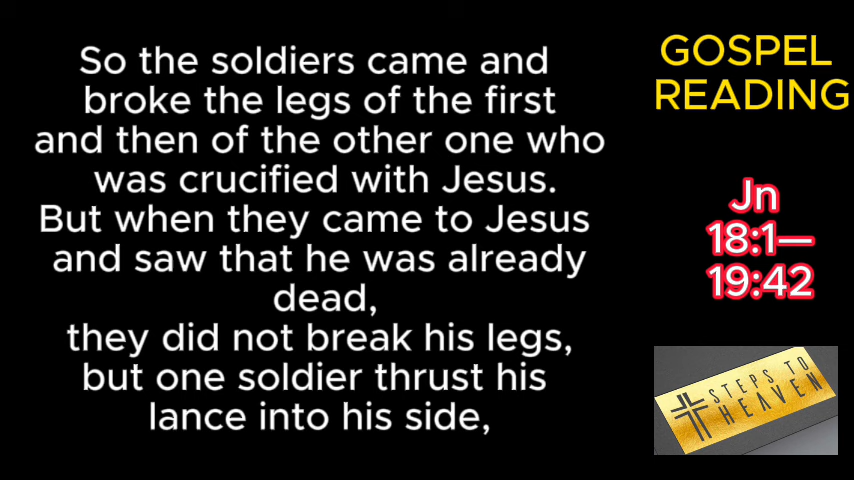 So the soldiers came and
broke the legs of the first
and then of the other one who
was crucified with Jesus.
But when they came to Jesus
and saw that he was already
dead,
they did not break his legs,
but one soldier thrust his
lance into his side,
GOSPEL
READING
Jn
18:1—
19:42
STEPS TO
HEAVEN